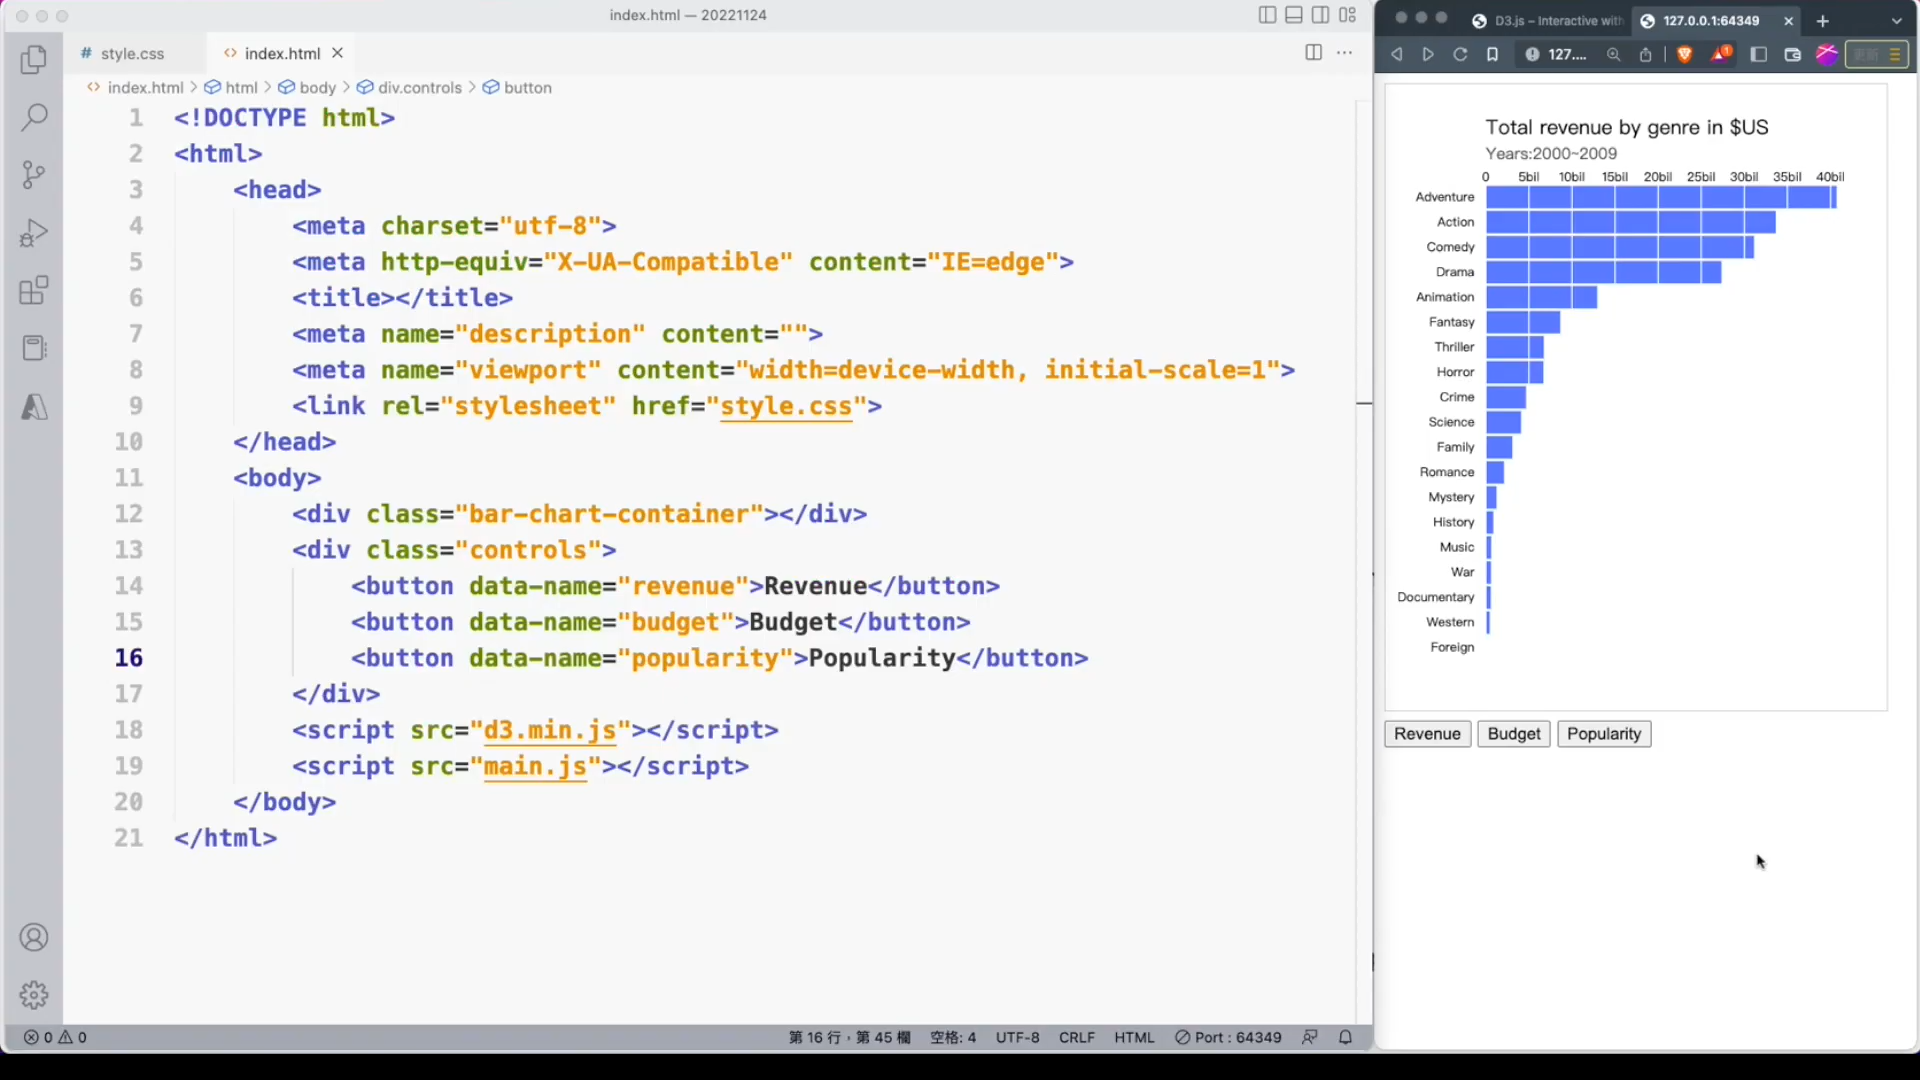 index.html — 20221124
# style.css
<> index.html ×
<> index.html > html > body > div.controls > button
1 <!DOCTYPE html>
2 <html>
3 <head>
4 <meta charset="utf-8">
5 <meta http-equiv="X-UA-Compatible" content="IE=edge">
6 <title></title>
7 <meta name="description" content="">
8 <meta name="viewport" content="width=device-width, initial-scale=1">
9 <link rel="stylesheet" href="style.css">
10 </head>
11 <body>
12 <div class="bar-chart-container"></div>
13 <div class="controls">
14 <button data-name="revenue">Revenue</button>
15 <button data-name="budget">Budget</button>
16 <button data-name="popularity">Popularity</button>
17 </div>
18 <script src="d3.min.js"></script>
19 <script src="main.js"></script>
20 </body>
21 </html>
0 0
第 16 行，第 45 欄 空格: 4 UTF-8 CRLF HTML Port : 64349
D3.js – Interactive with
127.0.0.1:64349
127....
1
更新
Total revenue by genre in $US
Years:2000~2009
0 5bil 10bil 15bil 20bil 25bil 30bil 35bil 40bil
Adventure
Action
Comedy
Drama
Animation
Fantasy
Thriller
Horror
Crime
Science
Family
Romance
Mystery
History
Music
War
Documentary
Western
Foreign
Revenue Budget Popularity